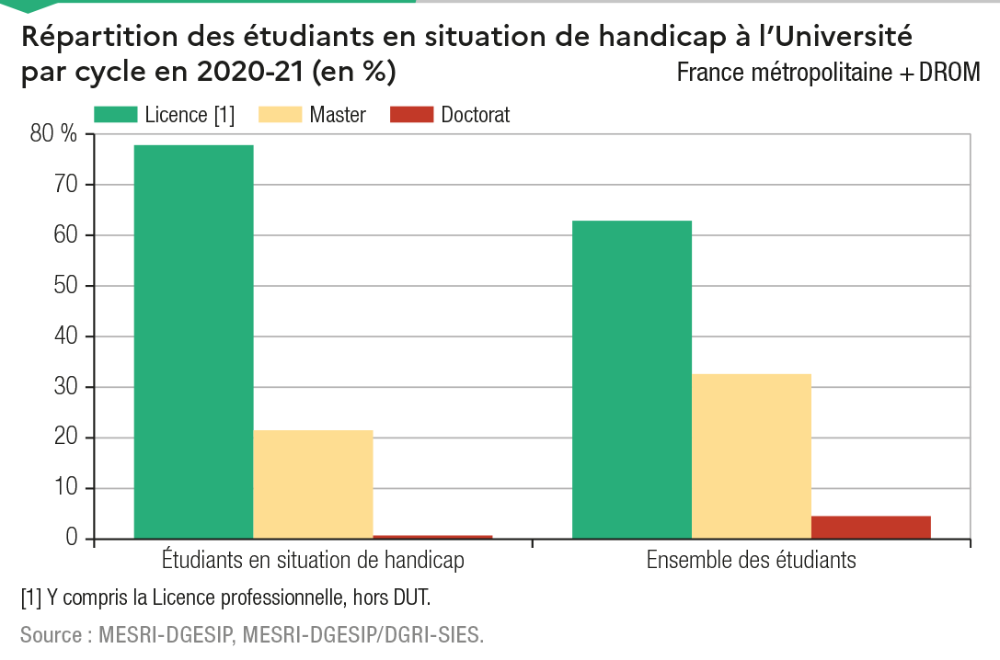 Répartition des étudiants en situation de handicap à l’Université
par cycle en 2020-21 (en %)
France métropolitaine + DROM
Licence [1]
Master
Doctorat
80 %
70
60
50
40
30
20
10
0
Étudiants en situation de handicap
Ensemble des étudiants
[1] Y compris la Licence professionnelle, hors DUT.
Source : MESRI-DGESIP, MESRI-DGESIP/DGRI-SIES.